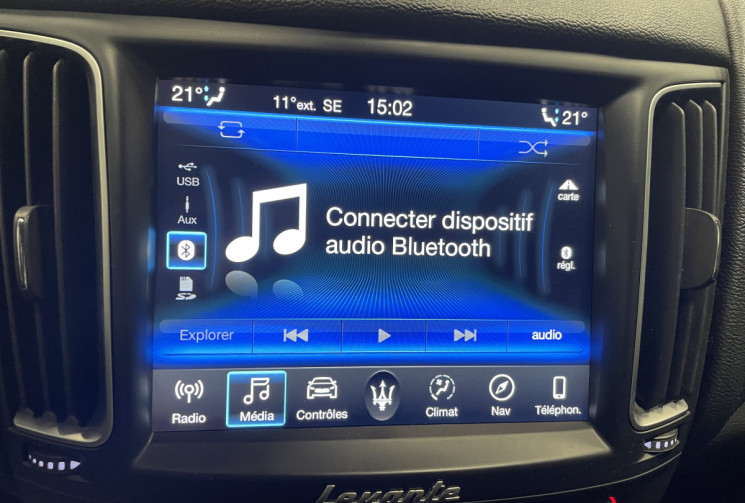 21° 11°ext. SE 15:02 21°
USB
Aux
Connecter dispositif
audio Bluetooth
carte
régl.
Explorer audio
Radio Média Contrôles Climat Nav Téléphon.
Levante